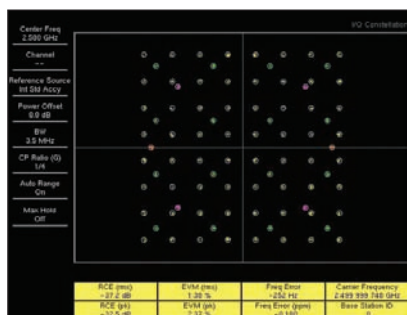 I/Q Constellation
Center Freq
2.500 GHz
Channel
--
Reference Source
Int Std Accy
Power Offset
0.0 dB
BW
3.5 MHz
CP Ratio (G)
1/4
Auto Range
On
Max Hold
Off
RCE (rms)
-37.2 dB
EVM (rms)
1.38 %
Freq Error
-252 Hz
Carrier Frequency
2.499 999 748 GHz
RCE (pk)
EVM (pk)
Freq Error (ppm)
Base Station ID